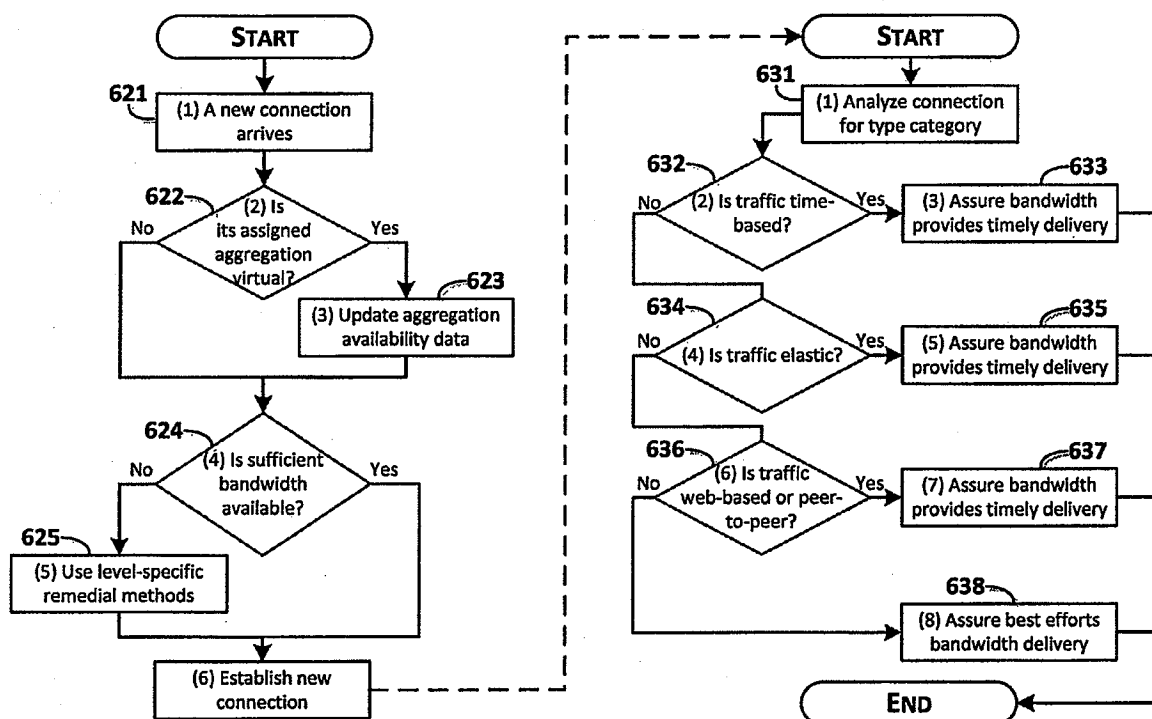 START
621
(1) A new connection
arrives
622
(2) Is
its assigned
aggregation
virtual?
No
Yes
623
(3) Update aggregation
availability data
624
(4) Is sufficient
bandwidth
available?
No
Yes
625
(5) Use level-specific
remedial methods
(6) Establish new
connection
START
631
(1) Analyze connection
for type category
632
(2) Is traffic time-
based?
No
Yes
633
(3) Assure bandwidth
provides timely delivery
634
(4) Is traffic elastic?
No
Yes
635
(5) Assure bandwidth
provides timely delivery
636
(6) Is traffic
web-based or peer-
to-peer?
No
Yes
637
(7) Assure bandwidth
provides timely delivery
638
(8) Assure best efforts
bandwidth delivery
END